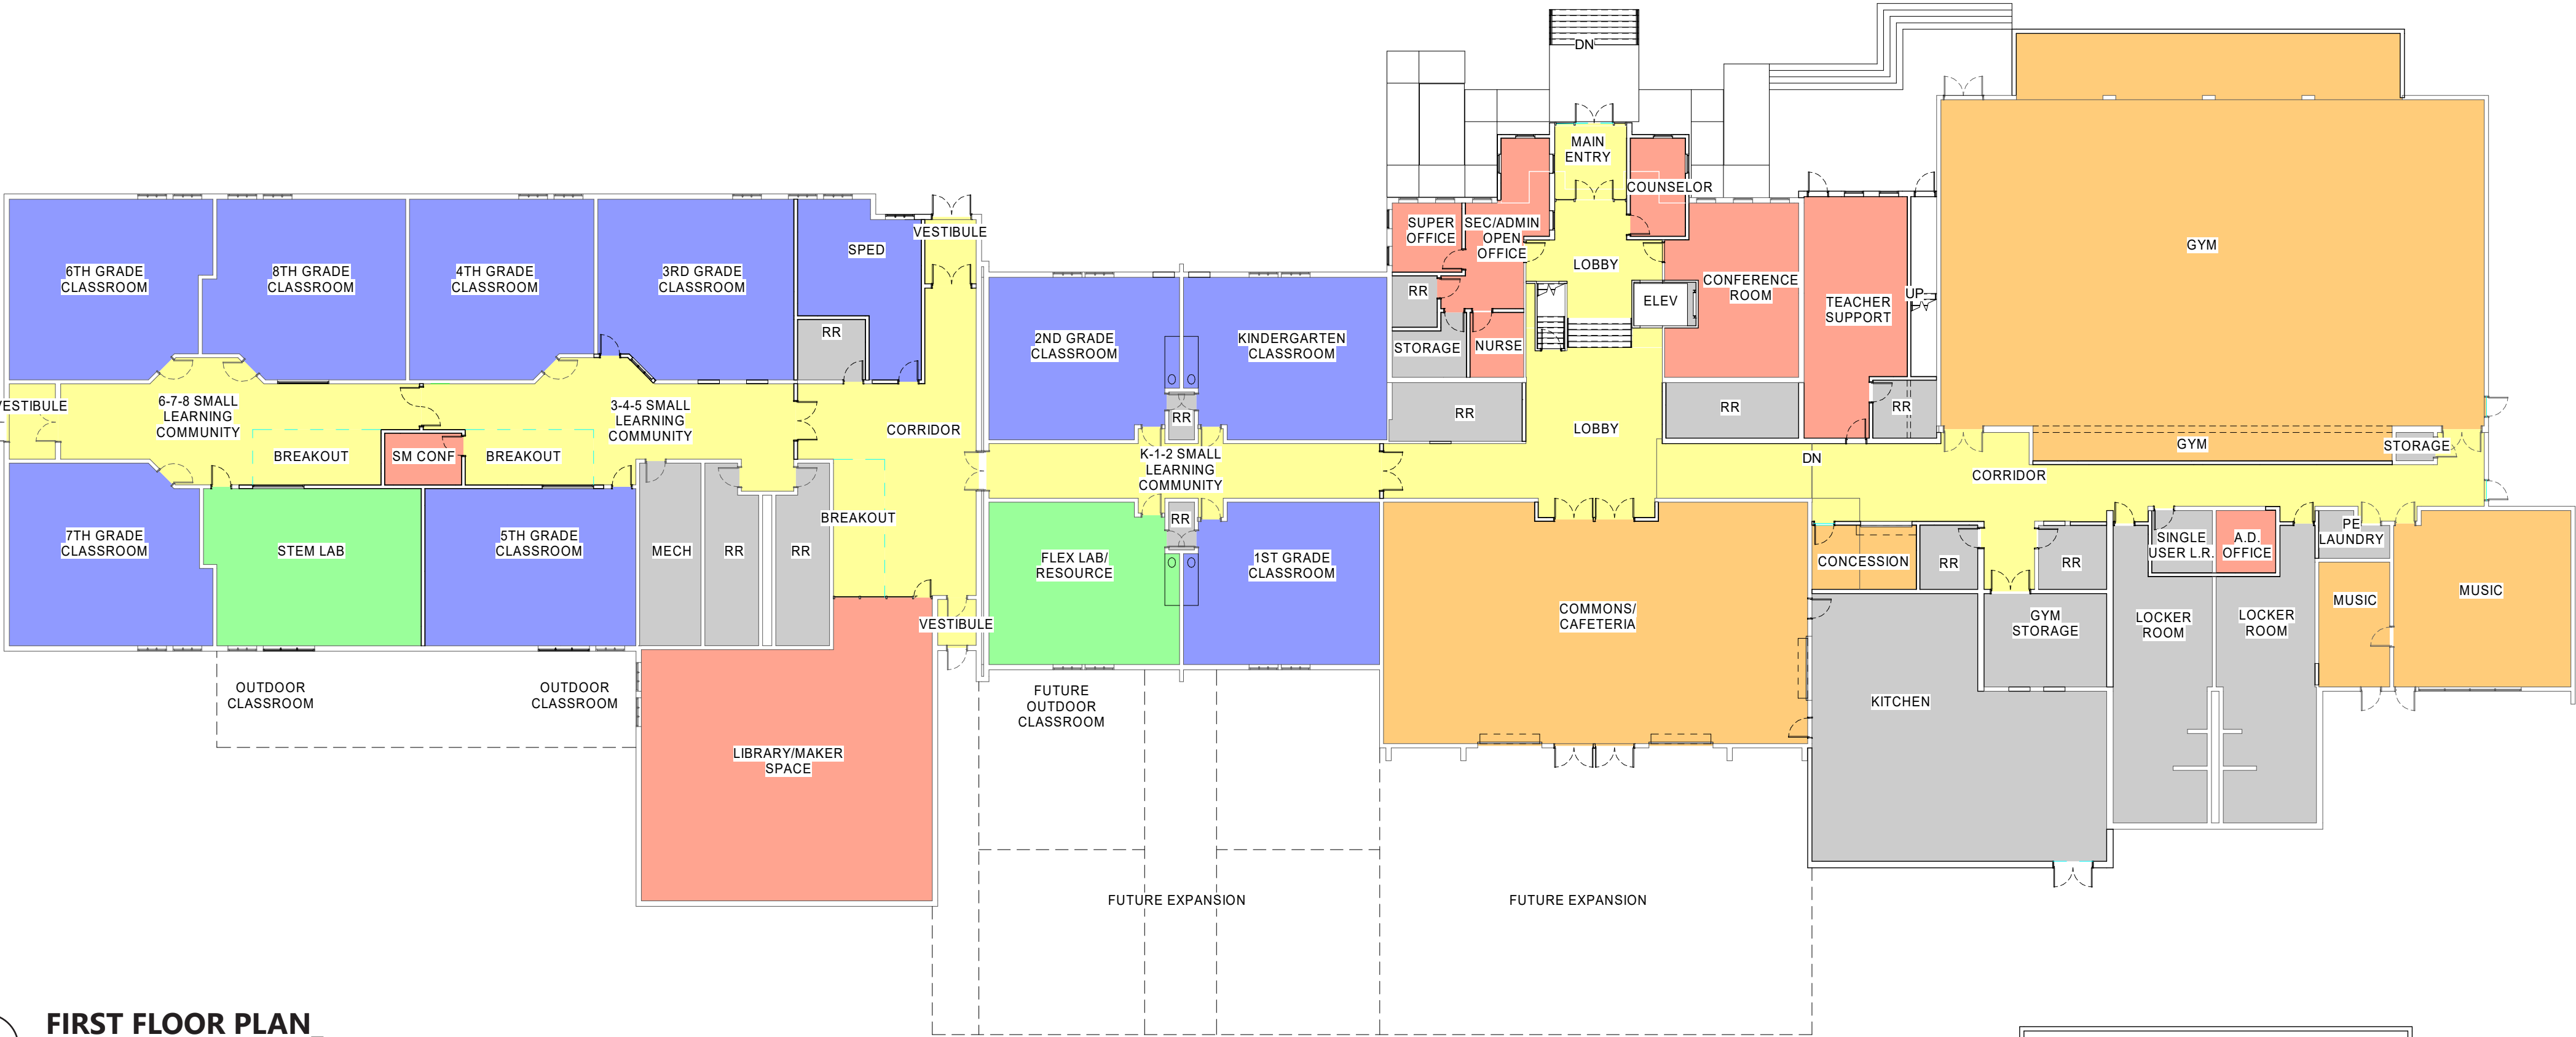 DN
MAIN
ENTRY
COUNSELOR
SUPER
OFFICE
SEC/ADMIN
OPEN
OFFICE
LOBBY
CONFERENCE
ROOM
ELEV
RR
STORAGE
NURSE
TEACHER
SUPPORT
UP
GYM
6TH GRADE
CLASSROOM
8TH GRADE
CLASSROOM
4TH GRADE
CLASSROOM
3RD GRADE
CLASSROOM
SPED
VESTIBULE
RR
2ND GRADE
CLASSROOM
KINDERGARTEN
CLASSROOM
VESTIBULE
6-7-8 SMALL
LEARNING
COMMUNITY
BREAKOUT
SM CONF
BREAKOUT
3-4-5 SMALL
LEARNING
COMMUNITY
CORRIDOR
RR
K-1-2 SMALL
LEARNING
COMMUNITY
RR
LOBBY
RR
RR
DN
GYM
STORAGE
CORRIDOR
7TH GRADE
CLASSROOM
STEM LAB
5TH GRADE
CLASSROOM
MECH
RR
RR
BREAKOUT
VESTIBULE
RR
FLEX LAB/
RESOURCE
1ST GRADE
CLASSROOM
COMMONS/
CAFETERIA
CONCESSION
RR
RR
SINGLE
USER L.R.
A.D.
OFFICE
PE
LAUNDRY
GYM
STORAGE
LOCKER
ROOM
LOCKER
ROOM
MUSIC
MUSIC
KITCHEN
OUTDOOR
CLASSROOM
OUTDOOR
CLASSROOM
LIBRARY/MAKER
SPACE
FUTURE
OUTDOOR
CLASSROOM
FUTURE EXPANSION
FUTURE EXPANSION
FIRST FLOOR PLAN_